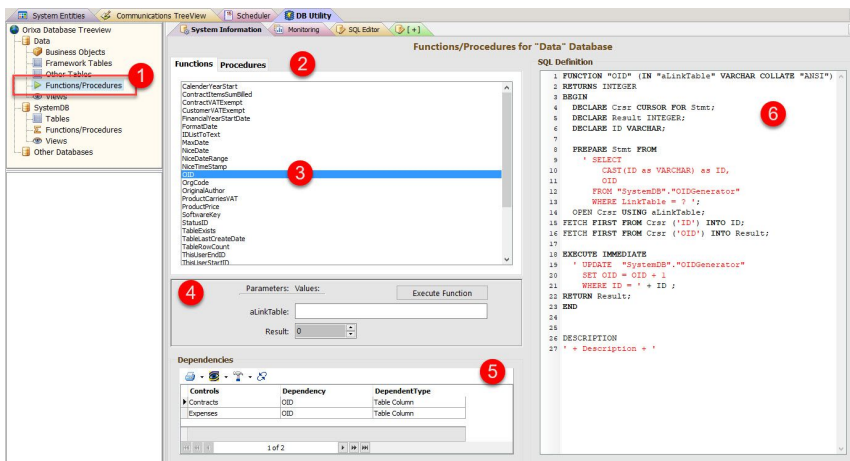 System Entities
Communications TreeView
Scheduler
DB Utility
Orixa Database Treeview
Data
Business Objects
Framework Tables
Other Tables
Functions/Procedures
Views
SystemDB
Tables
Functions/Procedures
Views
Other Databases
1
System Information
Monitoring
SQL Editor
[ + ]
Functions/Procedures for "Data" Database
Functions
Procedures
2
CalenderYearStart
ContractItemsSumBilled
ContractVATExempt
CustomerVATExempt
FinancialYearStartDate
FormatDate
IDListToText
MaxDate
NiceDate
NiceDateRange
NiceTimeStamp
OID
OrgCode
OriginalAuthor
ProductCarriesVAT
ProductPrice
SoftwareKey
StatusID
TableExists
TableLastCreateDate
TableRowCount
ThisUserEndID
ThisUserStartID
3
4
Parameters: Values:
Execute Function
aLinkTable:
Result: 0
Dependencies
5
Controls Dependency DependentType
Contracts OID Table Column
Expenses OID Table Column
1 of 2
SQL Definition
6
1 FUNCTION "OID" (IN "aLinkTable" VARCHAR COLLATE "ANSI")
2 RETURNS INTEGER
3 BEGIN
4 DECLARE Crsr CURSOR FOR Stmt;
5 DECLARE Result INTEGER;
6 DECLARE ID VARCHAR;
7
8 PREPARE Stmt FROM
9 ' SELECT
10 CAST(ID as VARCHAR) as ID,
11 OID
12 FROM "SystemDB"."OIDGenerator"
13 WHERE LinkTable = ? ';
14 OPEN Crsr USING aLinkTable;
15 FETCH FIRST FROM Crsr ('ID') INTO ID;
16 FETCH FIRST FROM Crsr ('OID') INTO Result;
17
18 EXECUTE IMMEDIATE
19 ' UPDATE "SystemDB"."OIDGenerator"
20 SET OID = OID + 1
21 WHERE ID = ' + ID ;
22 RETURN Result;
23 END
24
25
26 DESCRIPTION
27 ' + Description + '